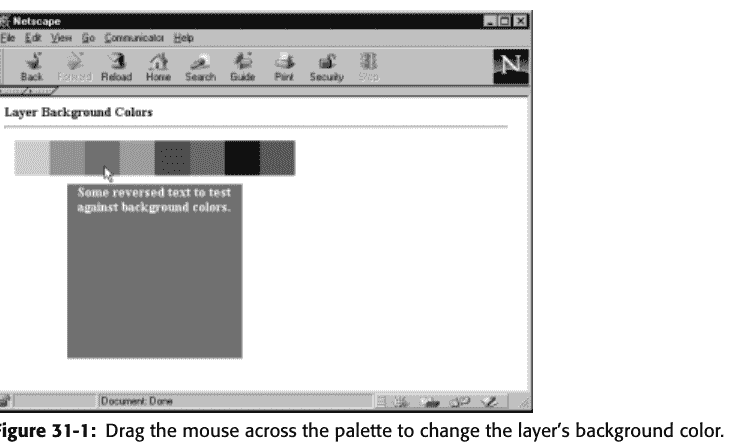 Netscape
File Edit View Go Communicator Help
Back Forward Reload Home Search Guide Print Security Stop
N
Layer Background Colors
Some reversed text to test
against background colors.
Document: Done
Figure 31-1: Drag the mouse across the palette to change the layer's background color.